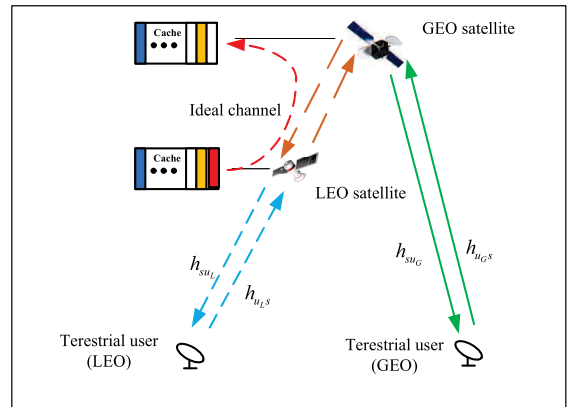 Cache
GEO satellite
Ideal channel
Cache
LEO satellite
h_{su_L}
h_{u_L s}
h_{su_G}
h_{u_G s}
Terestrial user
(LEO)
Terestrial user
(GEO)